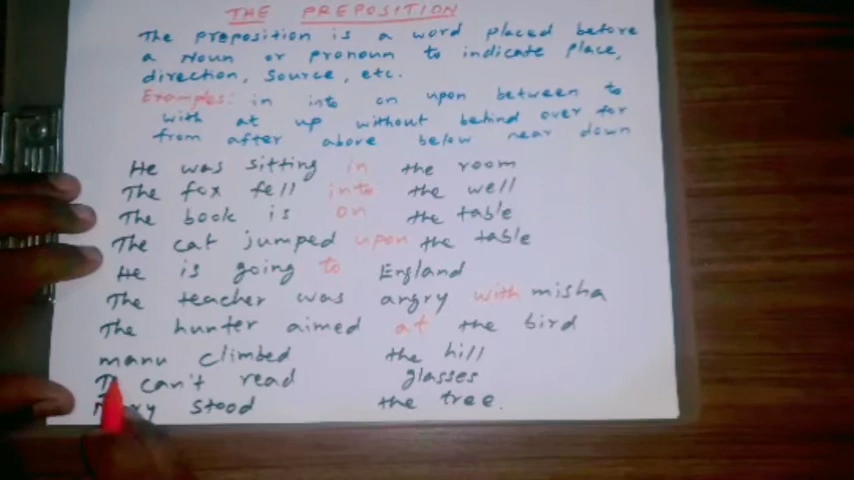 THE PREPOSITION
The preposition is a word placed before
a Noun or pronoun to indicate place,
direction, source, etc.
Examples: in into on upon between to
with at up without behind over for
from after above below near down
He was sitting in the room
The fox fell into the well
The book is on the table
The cat jumped upon the table
He is going to England
The teacher was angry with misha
The hunter aimed at the bird
manu climbed the hill
can't read glasses
stood the tree.